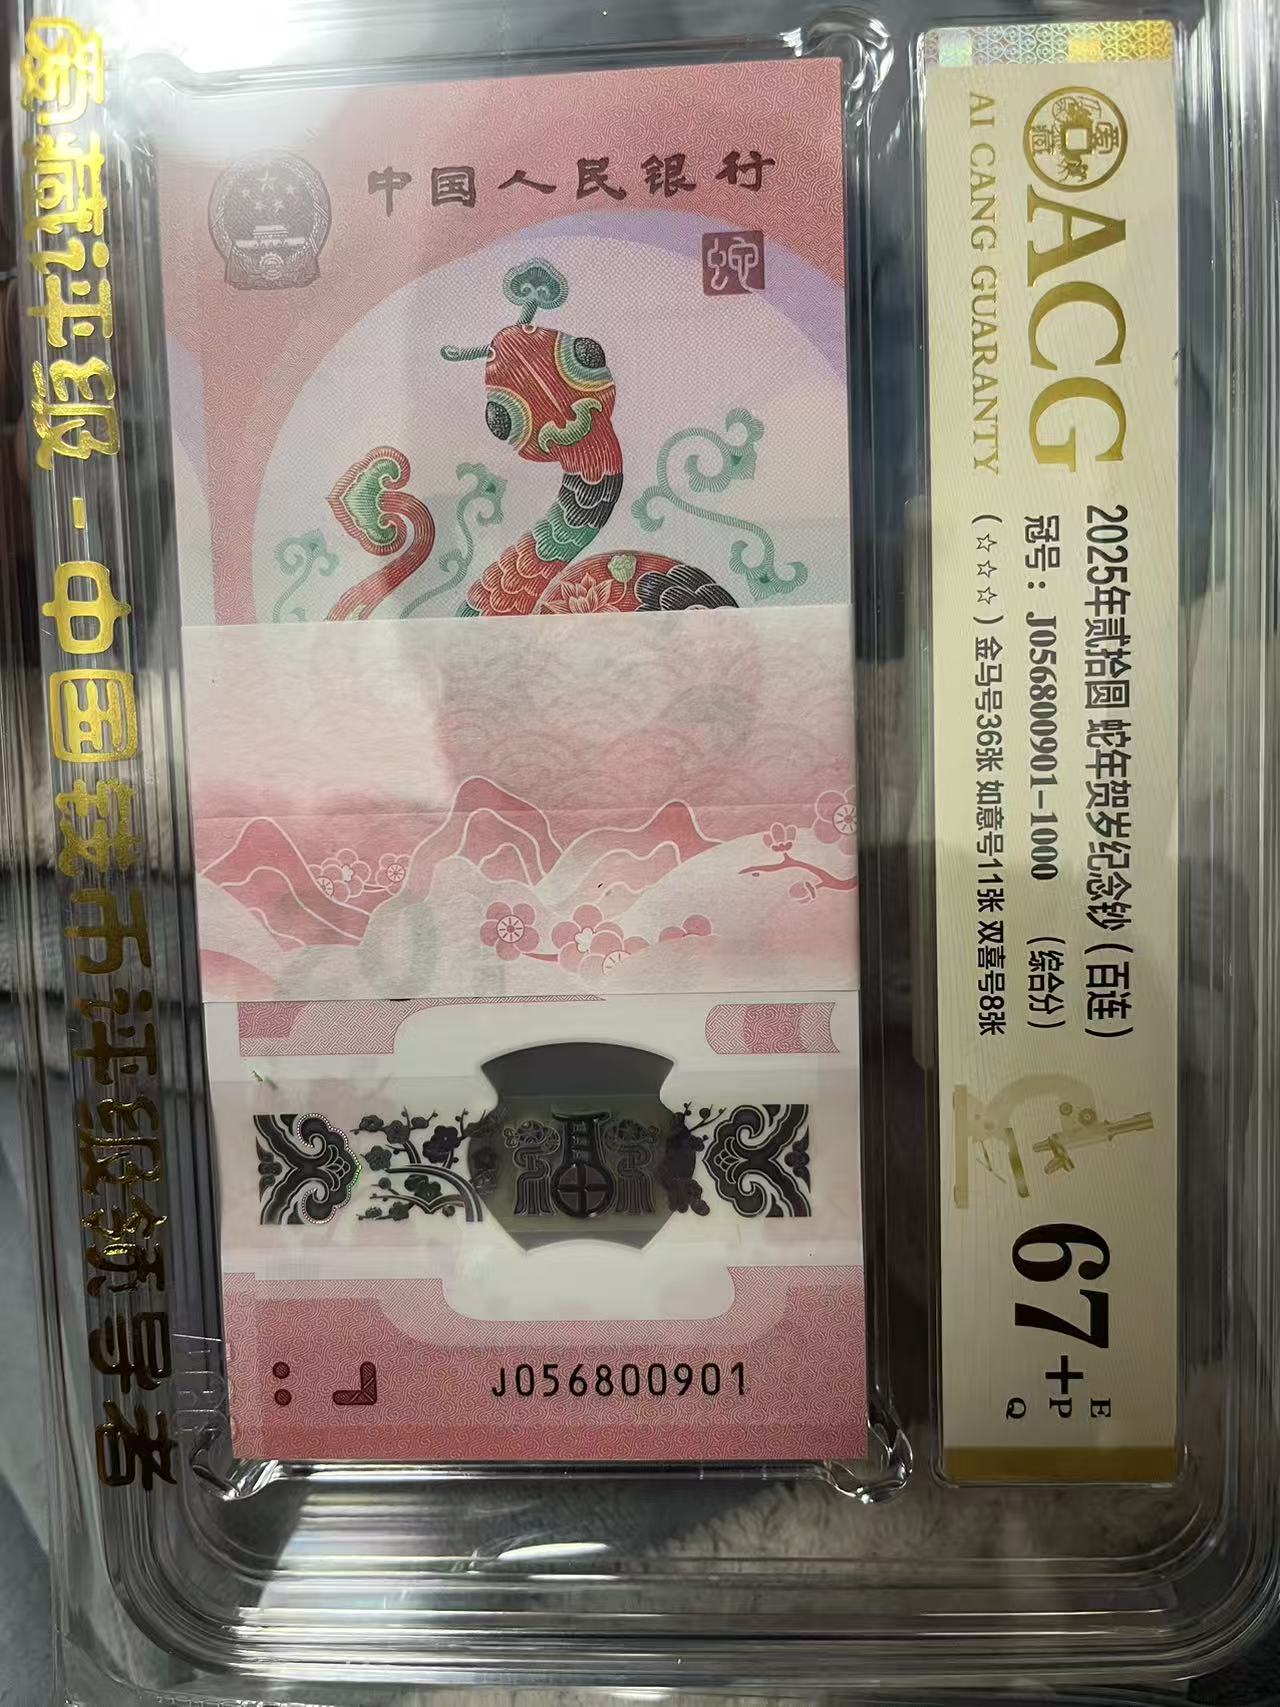 爱藏评级-中国钱币评级领导者
中国人民银行
蛇
J056800901
ACG
AI CANG GUARANTY
2025年贰拾圆 蛇年贺岁纪念钞（百连）
冠号：J056800901-1000 （综合分）
（☆☆☆）金马号36张 如意号11张 双喜号8张
67+
E
P
Q